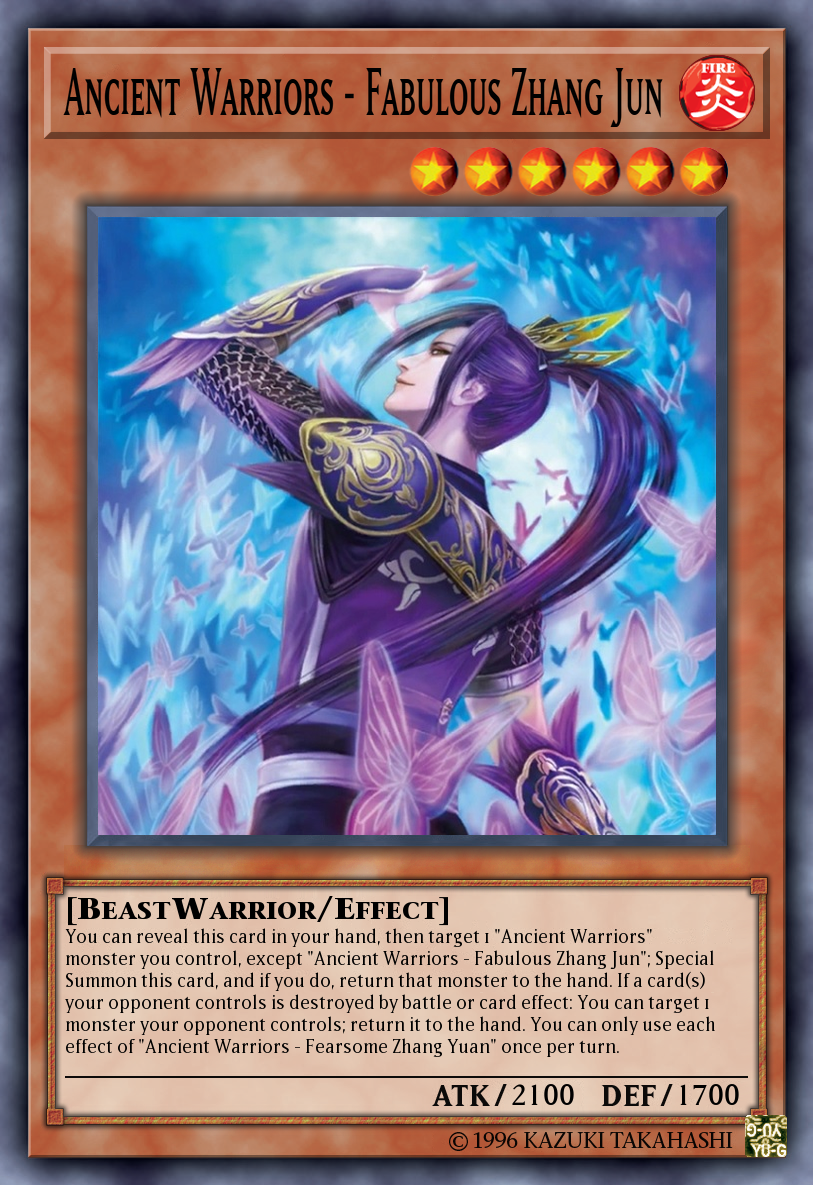 Ancient Warriors - Fabulous Zhang Jun
FIRE
炎
[BeastWarrior/Effect]
You can reveal this card in your hand, then target 1 "Ancient Warriors"
monster you control, except "Ancient Warriors - Fabulous Zhang Jun"; Special
Summon this card, and if you do, return that monster to the hand. If a card(s)
your opponent controls is destroyed by battle or card effect: You can target 1
monster your opponent controls; return it to the hand. You can only use each
effect of "Ancient Warriors - Fearsome Zhang Yuan" once per turn.
ATK/2100 DEF/1700
© 1996 KAZUKI TAKAHASHI
YU-G
YU-G